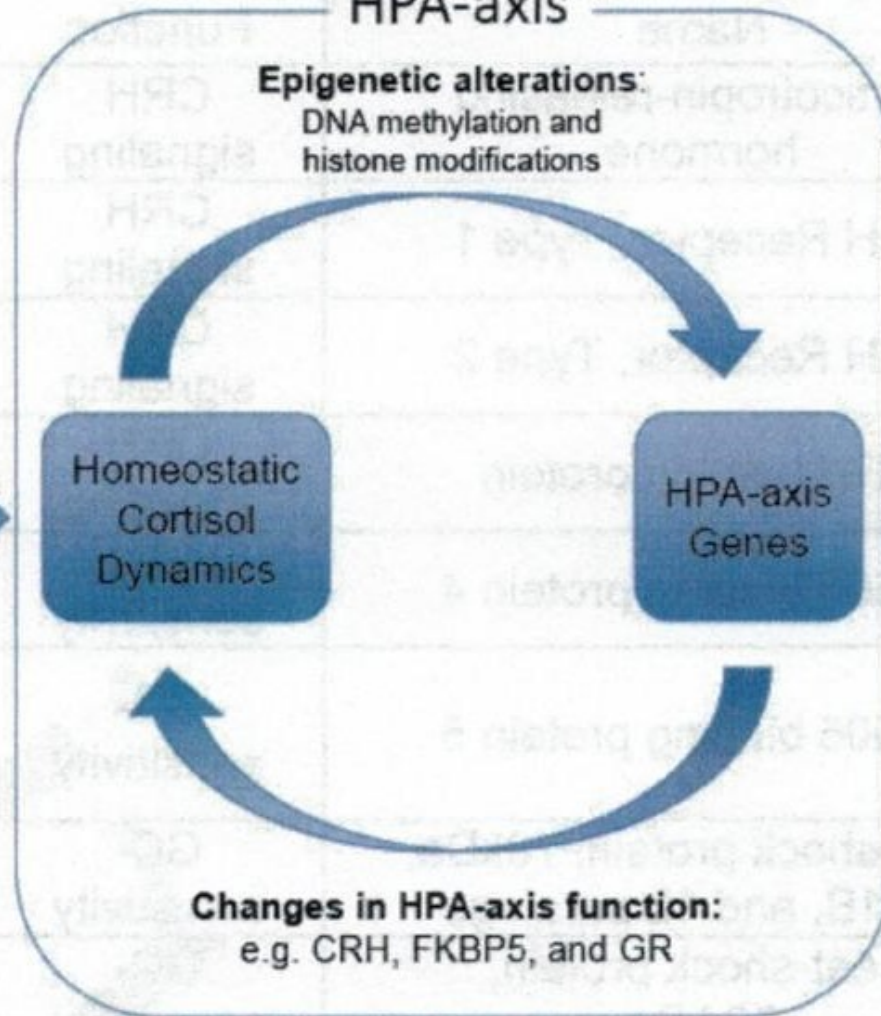 HPA-axis
Epigenetic alterations:
DNA methylation and
histone modifications
Homeostatic
Cortisol
Dynamics
HPA-axis
Genes
Changes in HPA-axis function:
e.g. CRH, FKBP5, and GR